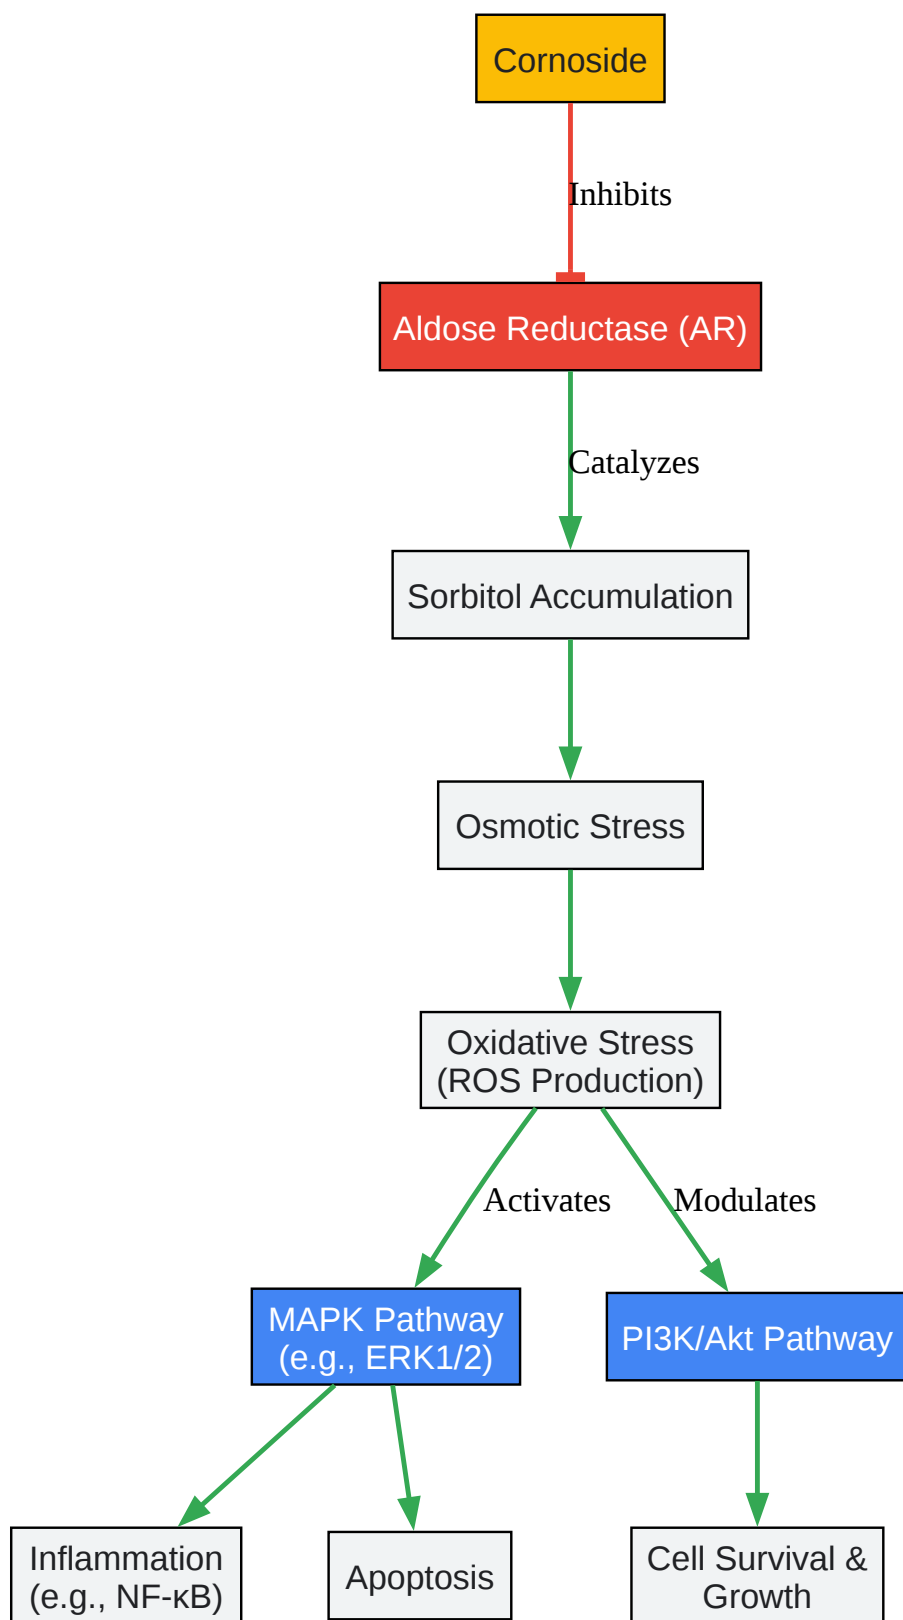 Cornoside
Inhibits
Aldose Reductase (AR)
Catalyzes
Sorbitol Accumulation
Osmotic Stress
Oxidative Stress
(ROS Production)
Activates
Modulates
MAPK Pathway
(e.g., ERK1/2)
PI3K/Akt Pathway
Inflammation
(e.g., NF-κB)
Apoptosis
Cell Survival &
Growth